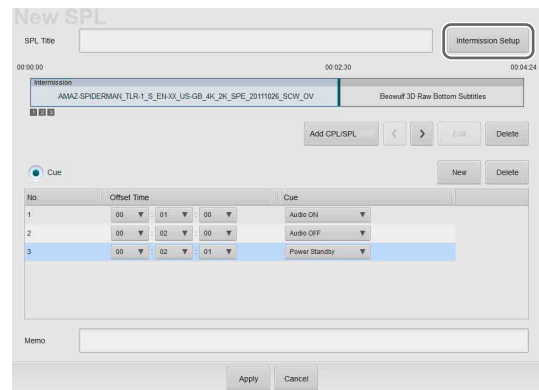 New SPL
SPL Title
Intermission Setup
00:00:00 00:02:30 00:04:24
Intermission
AMAZ-SPIDERMAN_TLR-1_S_EN-XX_US-GB_4K_2K_SPE_20111026_SCW_OV Beowulf 3D Raw Bottom Subtitles
1 2 3
Add CPL/SPL < > Edit Delete
Cue New Delete
No. Offset Time Cue
1 00 : 01 : 00 Audio ON
2 00 : 02 : 00 Audio OFF
3 00 : 02 : 01 Power Standby
Memo
Apply Cancel